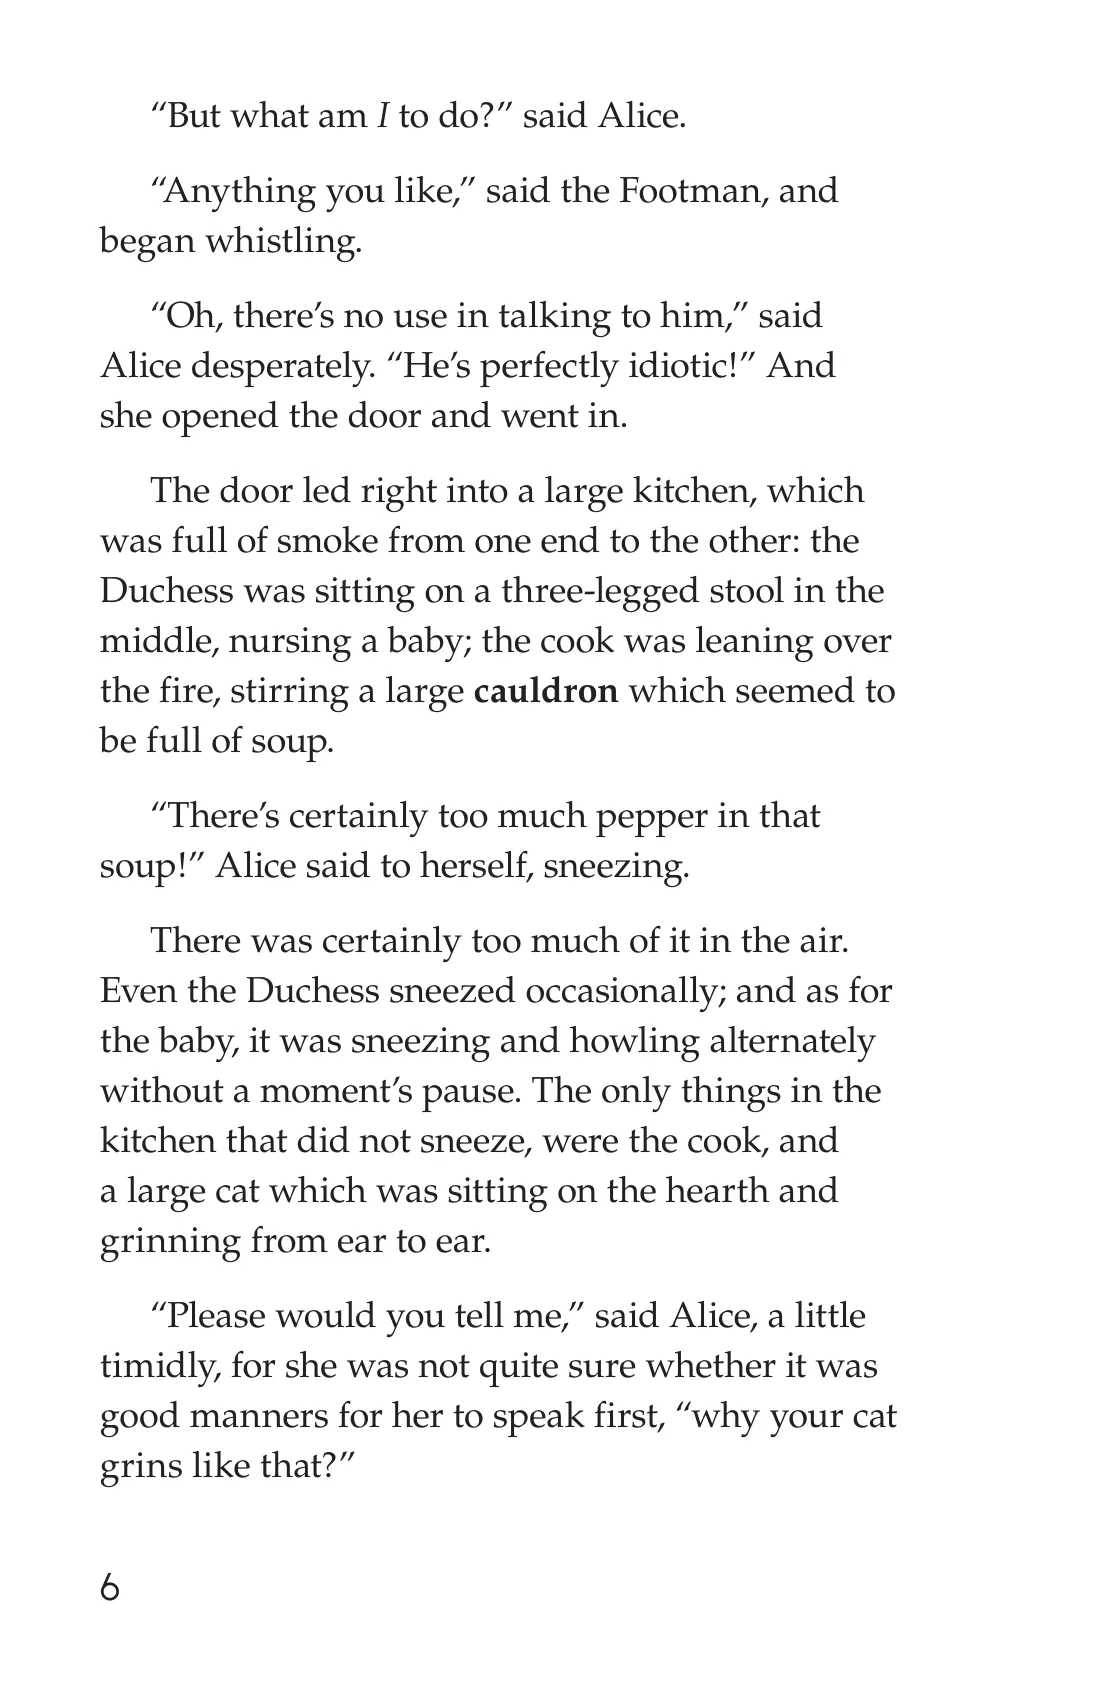 “But what am I to do?” said Alice.
“Anything you like,” said the Footman, and
began whistling.
“Oh, there’s no use in talking to him,” said
Alice desperately. “He’s perfectly idiotic!” And
she opened the door and went in.
The door led right into a large kitchen, which
was full of smoke from one end to the other: the
Duchess was sitting on a three-legged stool in the
middle, nursing a baby; the cook was leaning over
the fire, stirring a large cauldron which seemed to
be full of soup.
“There’s certainly too much pepper in that
soup!” Alice said to herself, sneezing.
There was certainly too much of it in the air.
Even the Duchess sneezed occasionally; and as for
the baby, it was sneezing and howling alternately
without a moment’s pause. The only things in the
kitchen that did not sneeze, were the cook, and
a large cat which was sitting on the hearth and
grinning from ear to ear.
“Please would you tell me,” said Alice, a little
timidly, for she was not quite sure whether it was
good manners for her to speak first, “why your cat
grins like that?”
6